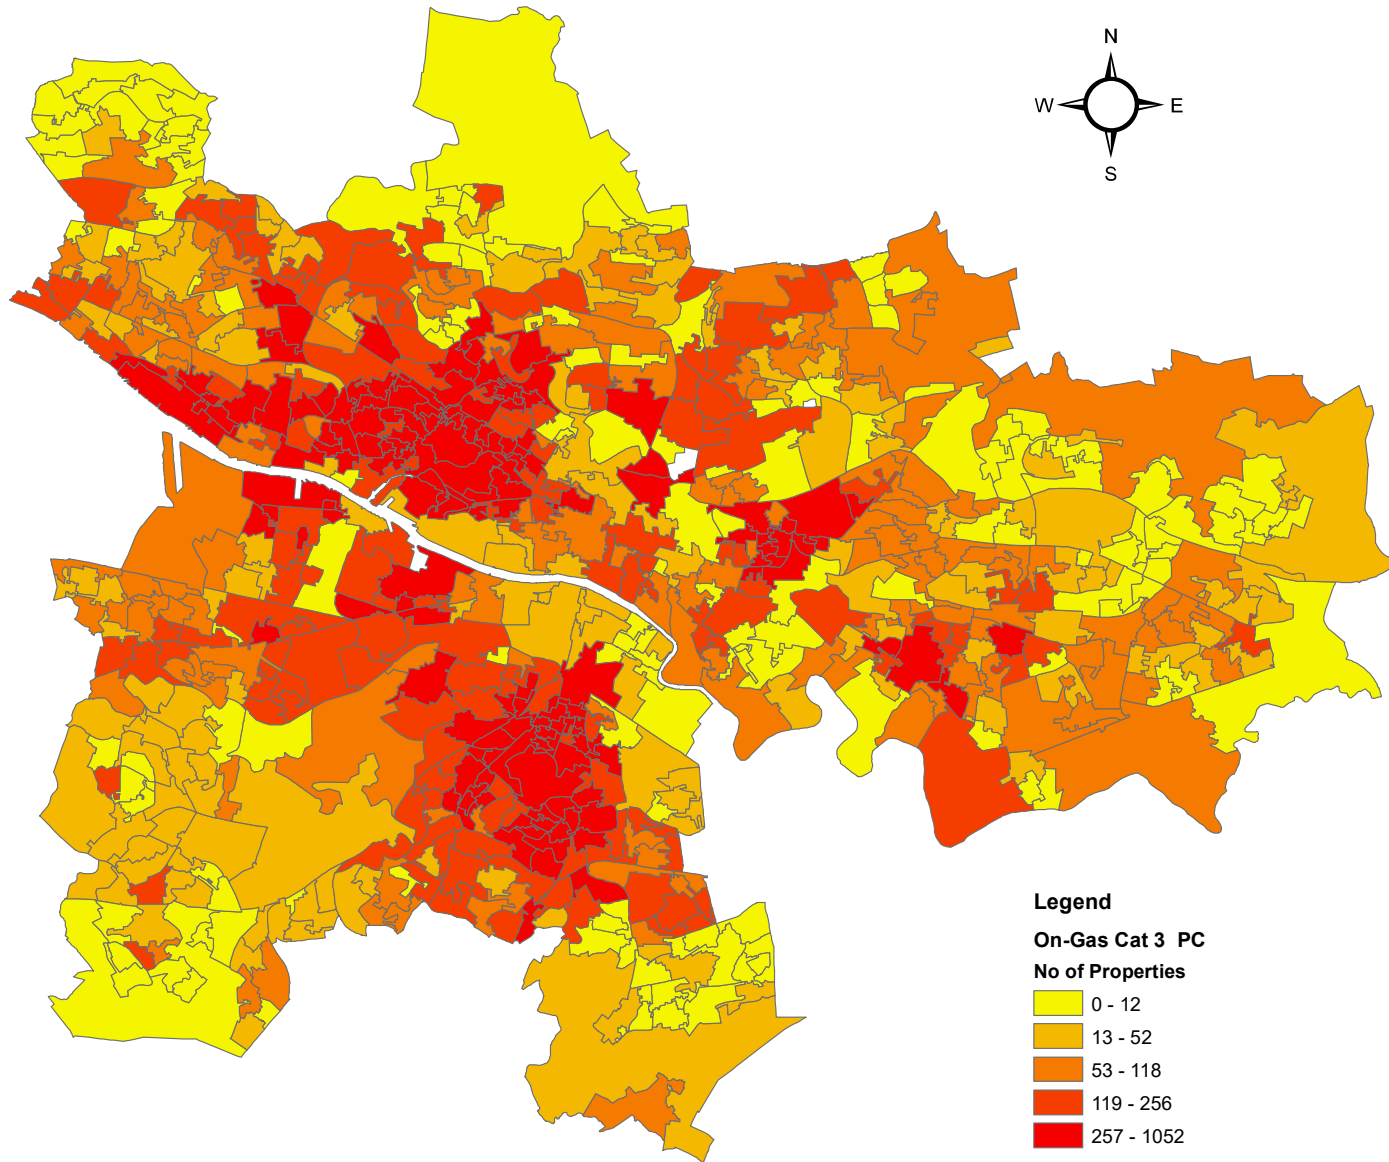 N
W E
S
Legend
On-Gas Cat 3 PC
No of Properties
0 - 12
13 - 52
53 - 118
119 - 256
257 - 1052